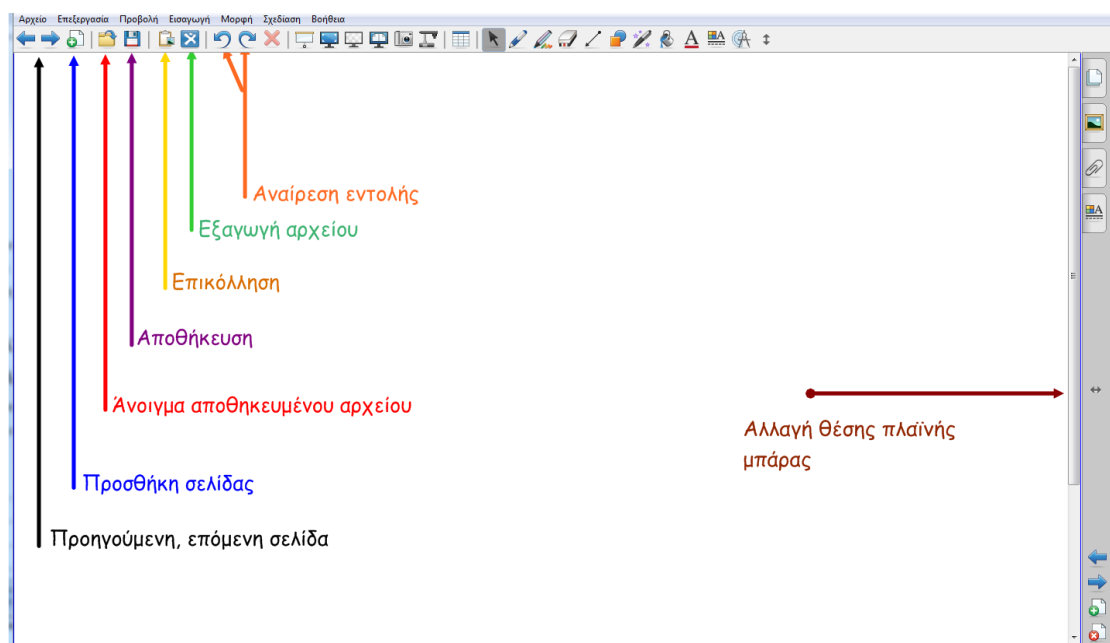 Αρχείο Επεξεργασία Προβολή Εισαγωγή Μορφή Σχεδίαση Βοήθεια
Αναίρεση εντολής
Εξαγωγή αρχείου
Επικόλληση
Αποθήκευση
Άνοιγμα αποθηκευμένου αρχείου
Αλλαγή θέσης πλαϊνής
μπάρας
Προσθήκη σελίδας
Προηγούμενη, επόμενη σελίδα